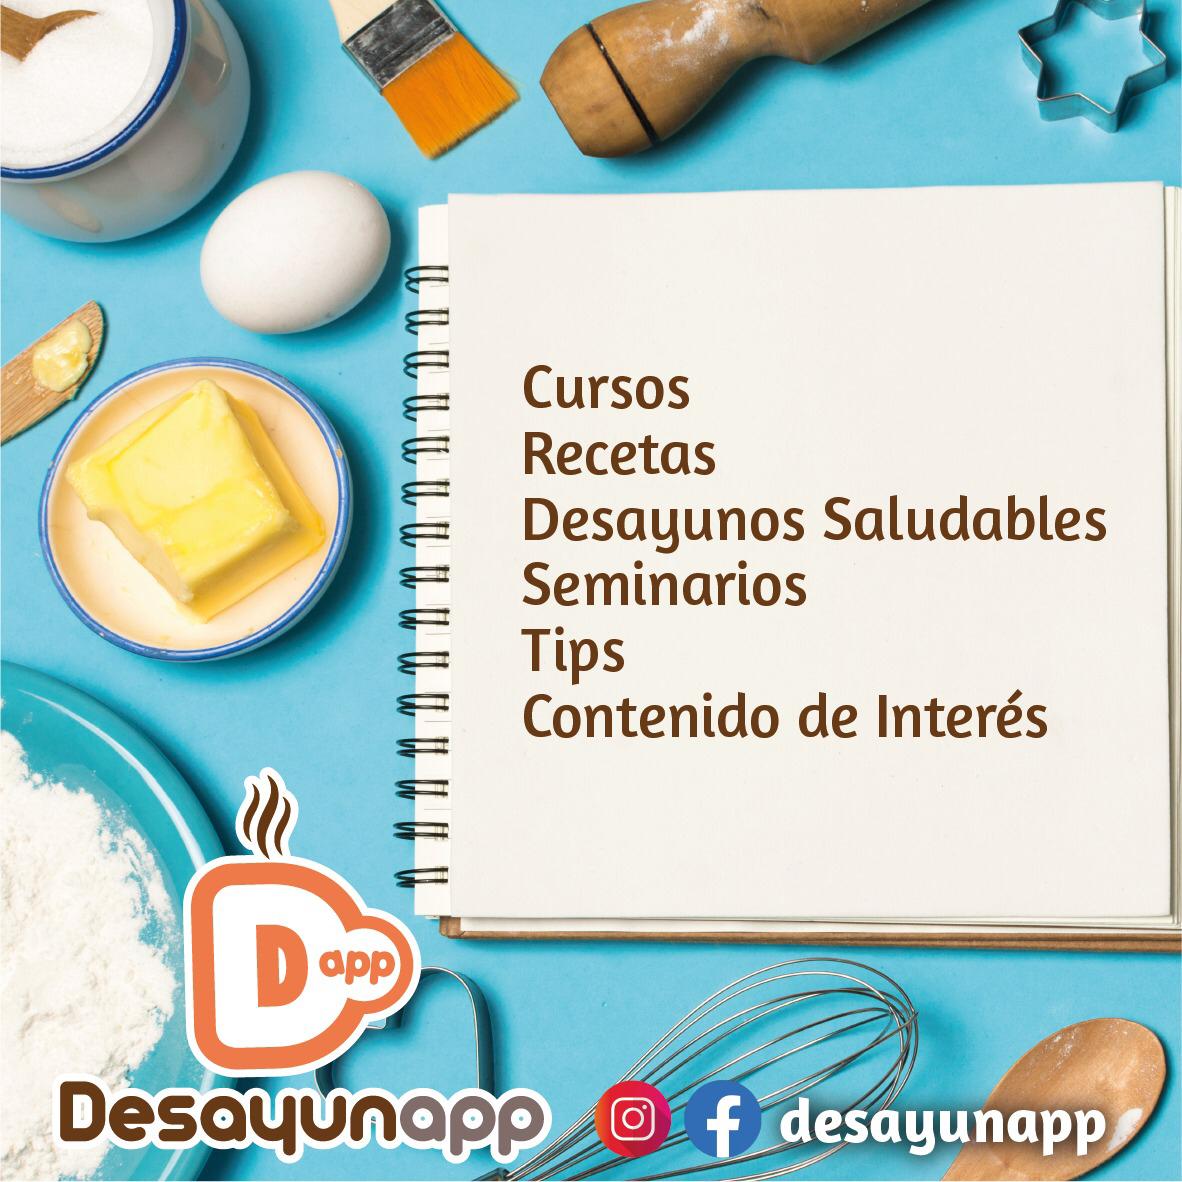 Cursos
Recetas
Desayunos Saludables
Seminarios
Tips
Contenido de Interés
D app
Desayunapp
desayunapp